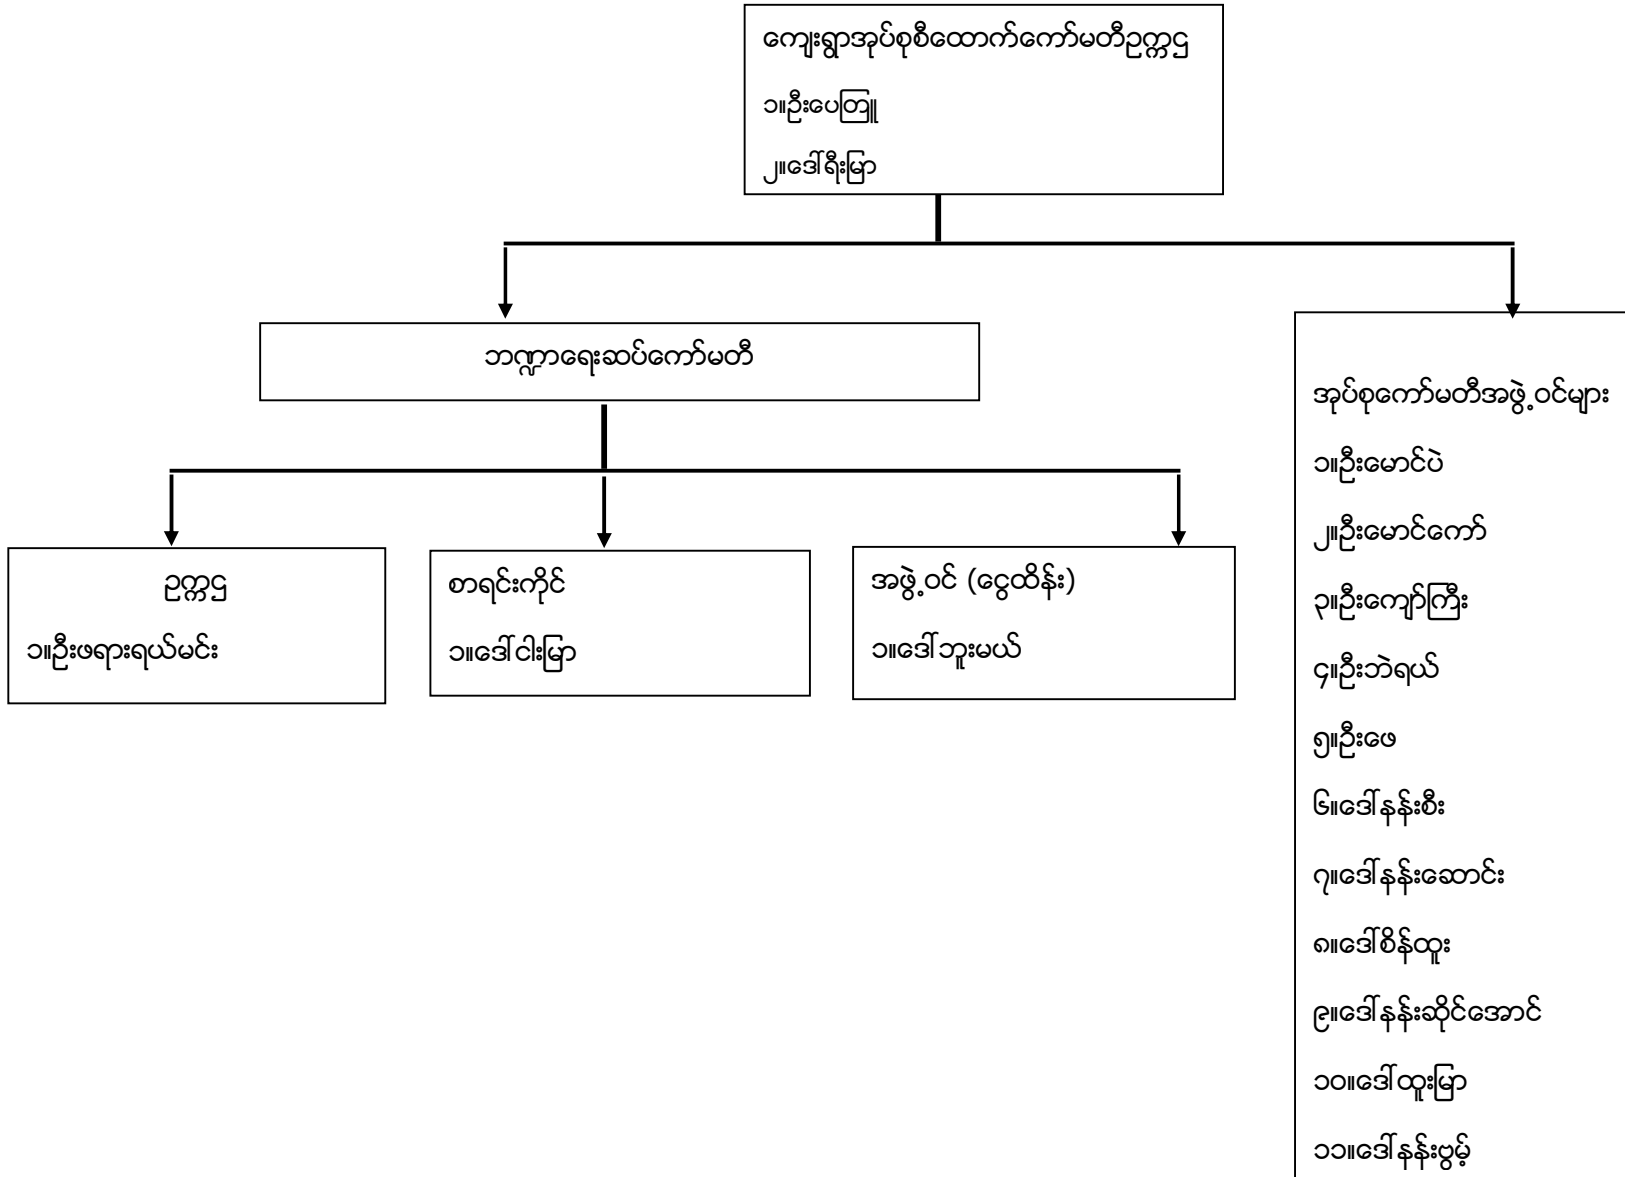 ကျေးရွာအုပ်စုစီထောက်ကော်မတီဥက္ကဌ
၁။ဦးပေတြူ
၂။ဒေါ်ရီးမြာ
ဘဏ္ဍာရေးဆပ်ကော်မတီ
ဥက္ကဌ
၁။ဦးဖရားရယ်မင်း
စာရင်းကိုင်
၁။ဒေါ်ငါးမြာ
အဖွဲ့ဝင် (ငွေထိန်း)
၁။ဒေါ်ဘူးမယ်
အုပ်စုကော်မတီအဖွဲ့ဝင်များ
၁။ဦးမောင်ပဲ
၂။ဦးမောင်ကော်
၃။ဦးကျော်ကြီး
၄။ဦးဘဲရယ်
၅။ဦးဖေ
၆။ဒေါ်နန်းစီး
၇။ဒေါ်နန်းဆောင်း
၈။ဒေါ်စိန်ထူး
၉။ဒေါ်နန်းဆိုင်အောင်
၁၀။ဒေါ်ထူးမြာ
၁၁။ဒေါ်နန်းဗွမ့်